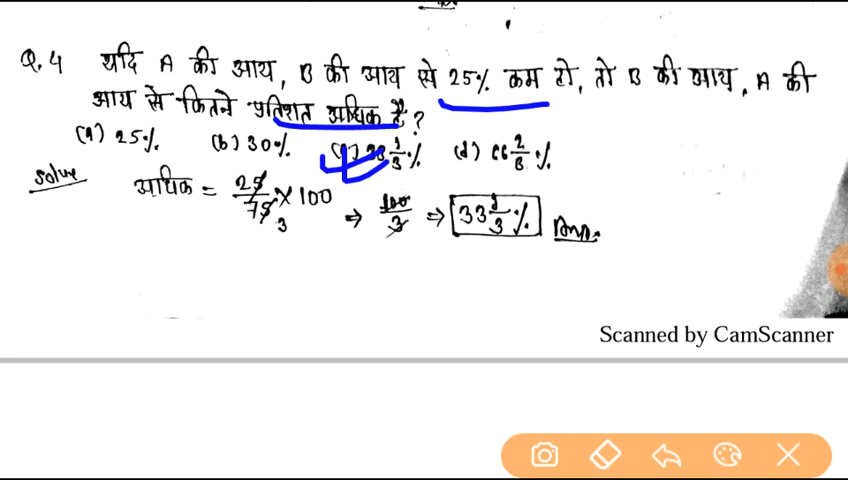 Q.4 यदि A की आय, B की आय से 25% कम हो, तो B की आय, A की
आय से कितने प्रतिशत अधिक है?
(a) 25% (b) 30% (c) 33 1/3 % (d) 66 2/3 %
Solve
अधिक = 25/75 × 100 ⇒ 100/3 ⇒ 33 1/3 % Ans.
3
Scanned by CamScanner